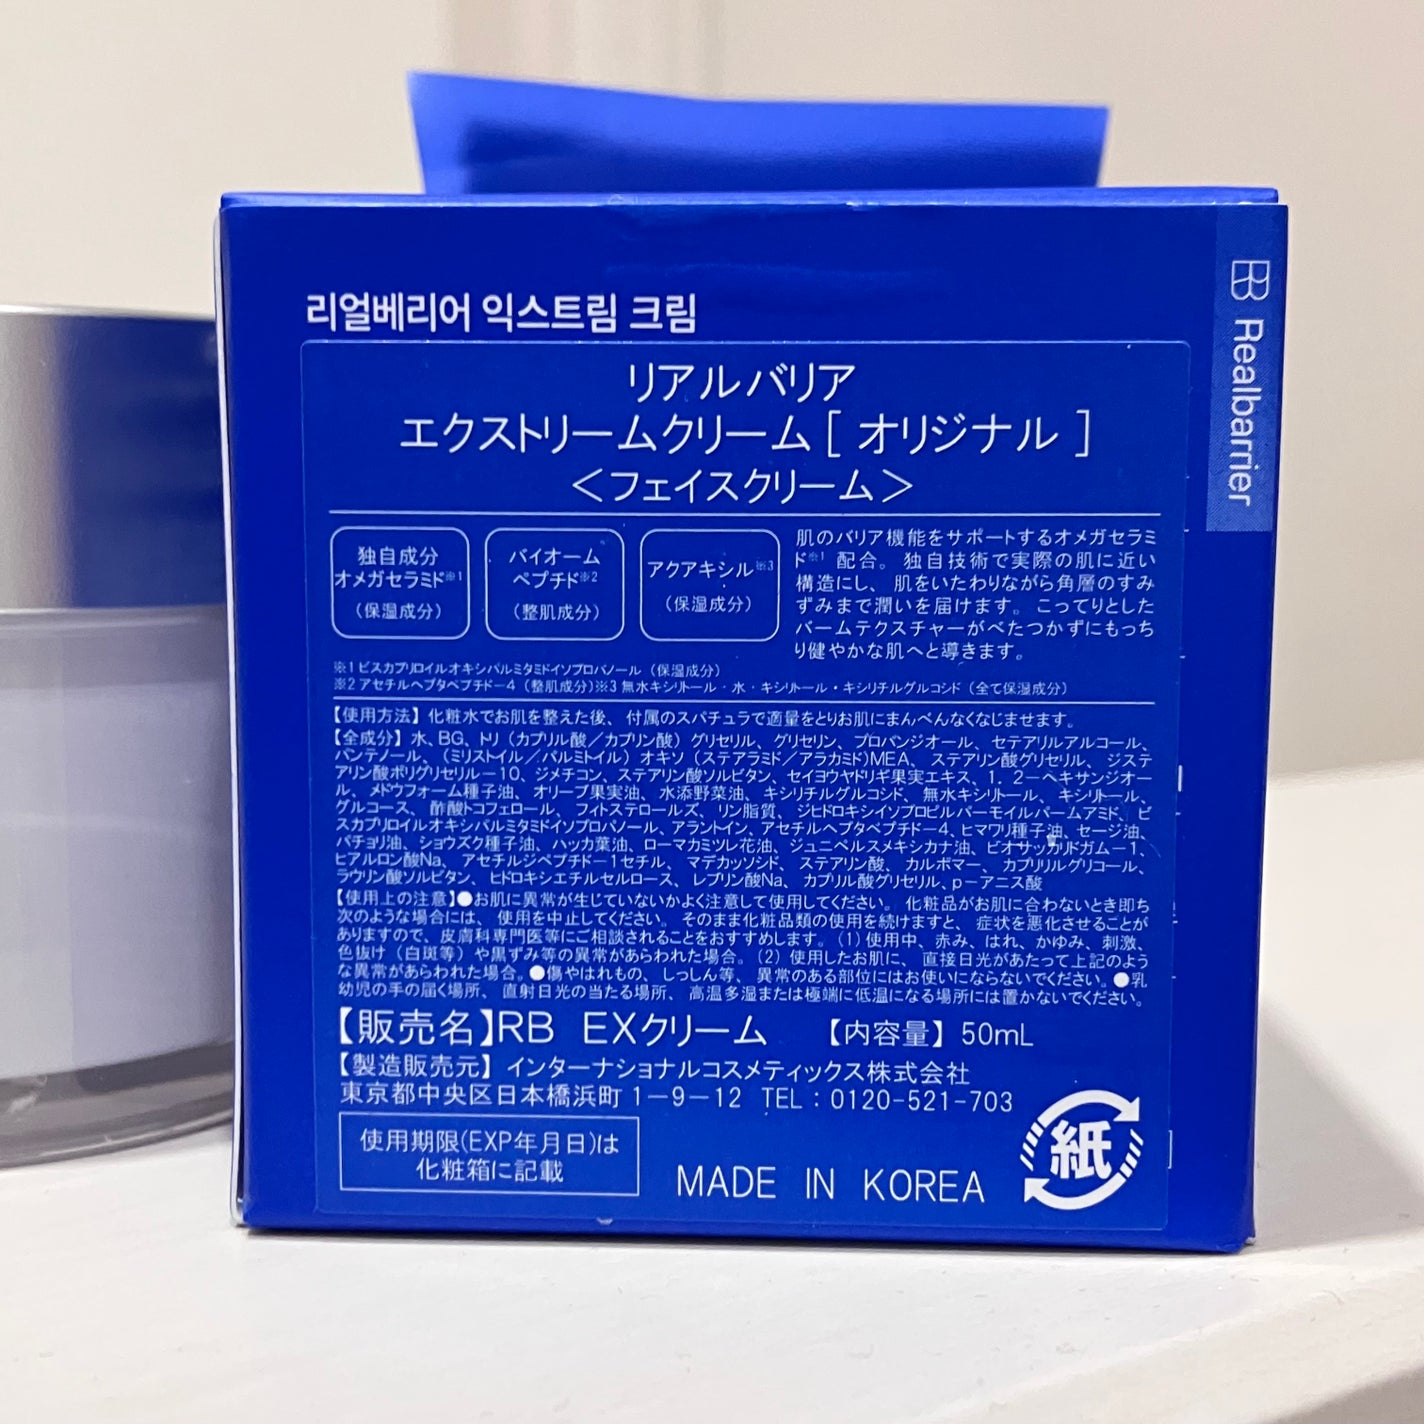 리얼베리어 익스트림 크림
Realbarrier
リアルバリア
エクストリームクリーム[ オリジナル ]
<フェイスクリーム>
独自成分
オメガセラミド※1
(保湿成分)
バイオーム
ペプチド※2
(整肌成分)
アクアキシル※3
(保湿成分)
肌のバリア機能をサポートするオメガセラミ
ド※1 配合。独自技術で実際の肌に近い
構造にし、肌をいたわりながら角層のすみ
ずみまで潤いを届けます。こってりとした
バームテクスチャーがべたつかずにもっち
り健やかな肌へと導きます。
※1 ビスカプリロイルオキシパルミタミドイソプロパノール (保湿成分)
※2 アセチルヘプタペプチド-4 (整肌成分)※3 無水キシリトール・水・キシリトール・キシリチルグルコシド (全て保湿成分)
【使用方法】化粧水でお肌を整えた後、付属のスパチュラで適量をとりお肌にまんべんなくなじませます。
【全成分】水、BG、トリ(カプリル酸/カプリン酸)グリセリル、グリセリン、プロパンジオール、セテアリルアルコール、
パンテノール、(ミリストイル/パルミトイル)オキソ(ステアラミド/アラカミド)MEA、ステアリン酸グリセリル、ジステ
アリン酸ポリグリセリル-10、ジメチコン、ステアリン酸ソルビタン、セイヨウヤドリギ果実エキス、1,2-ヘキサンジオー
ル、メドウフォーム種子油、オリーブ果実油、水添野菜油、キシリチルグルコシド、無水キシリトール、キシリトール、
グルコース、酢酸トコフェロール、フィトステロールズ、リン脂質、ジヒドロキシイソプロピルパーモイルパームアミド、ビ
スカプリロイルオキシパルミタミドイソプロパノール、アラントイン、アセチルヘプタペプチド-4、ヒマワリ種子油、セージ油、
パチョリ油、ショウズク種子油、ハッカ葉油、ローマカミツレ花油、ジュニペルスメキシカナ油、ビオサッカリドガム-1、
ヒアルロン酸Na、アセチルジペプチド-1セチル、マデカッソシド、ステアリン酸、カルボマー、カプリリルグリコール、
ラウリン酸ソルビタン、ヒドロキシエチルセルロース、レブリン酸Na、カプリル酸グリセリル、p-アニス酸
【使用上の注意】●お肌に異常が生じていないかよく注意して使用してください。化粧品がお肌に合わないとき即ち
次のような場合には、使用を中止してください。そのまま化粧品類の使用を続けますと、症状を悪化させることが
ありますので、皮膚科専門医等にご相談されることをおすすめします。(1)使用中、赤み、はれ、かゆみ、刺激、
色抜け(白斑等)や黒ずみ等の異常があらわれた場合。(2)使用したお肌に、直接日光があたって上記のよう
な異常があらわれた場合。●傷やはれもの、しっしん等、異常のある部位にはお使いにならないでください。●乳
幼児の手の届く場所、直射日光の当たる場所、高温多湿または極端に低温になる場所には置かないでください。
【販売名】RB EXクリーム 【内容量】50mL
【製造販売元】インターナショナルコスメティックス株式会社
東京都中央区日本橋浜町1-9-12 TEL:0120-521-703
使用期限(EXP年月日)は
化粧箱に記載
MADE IN KOREA
紙